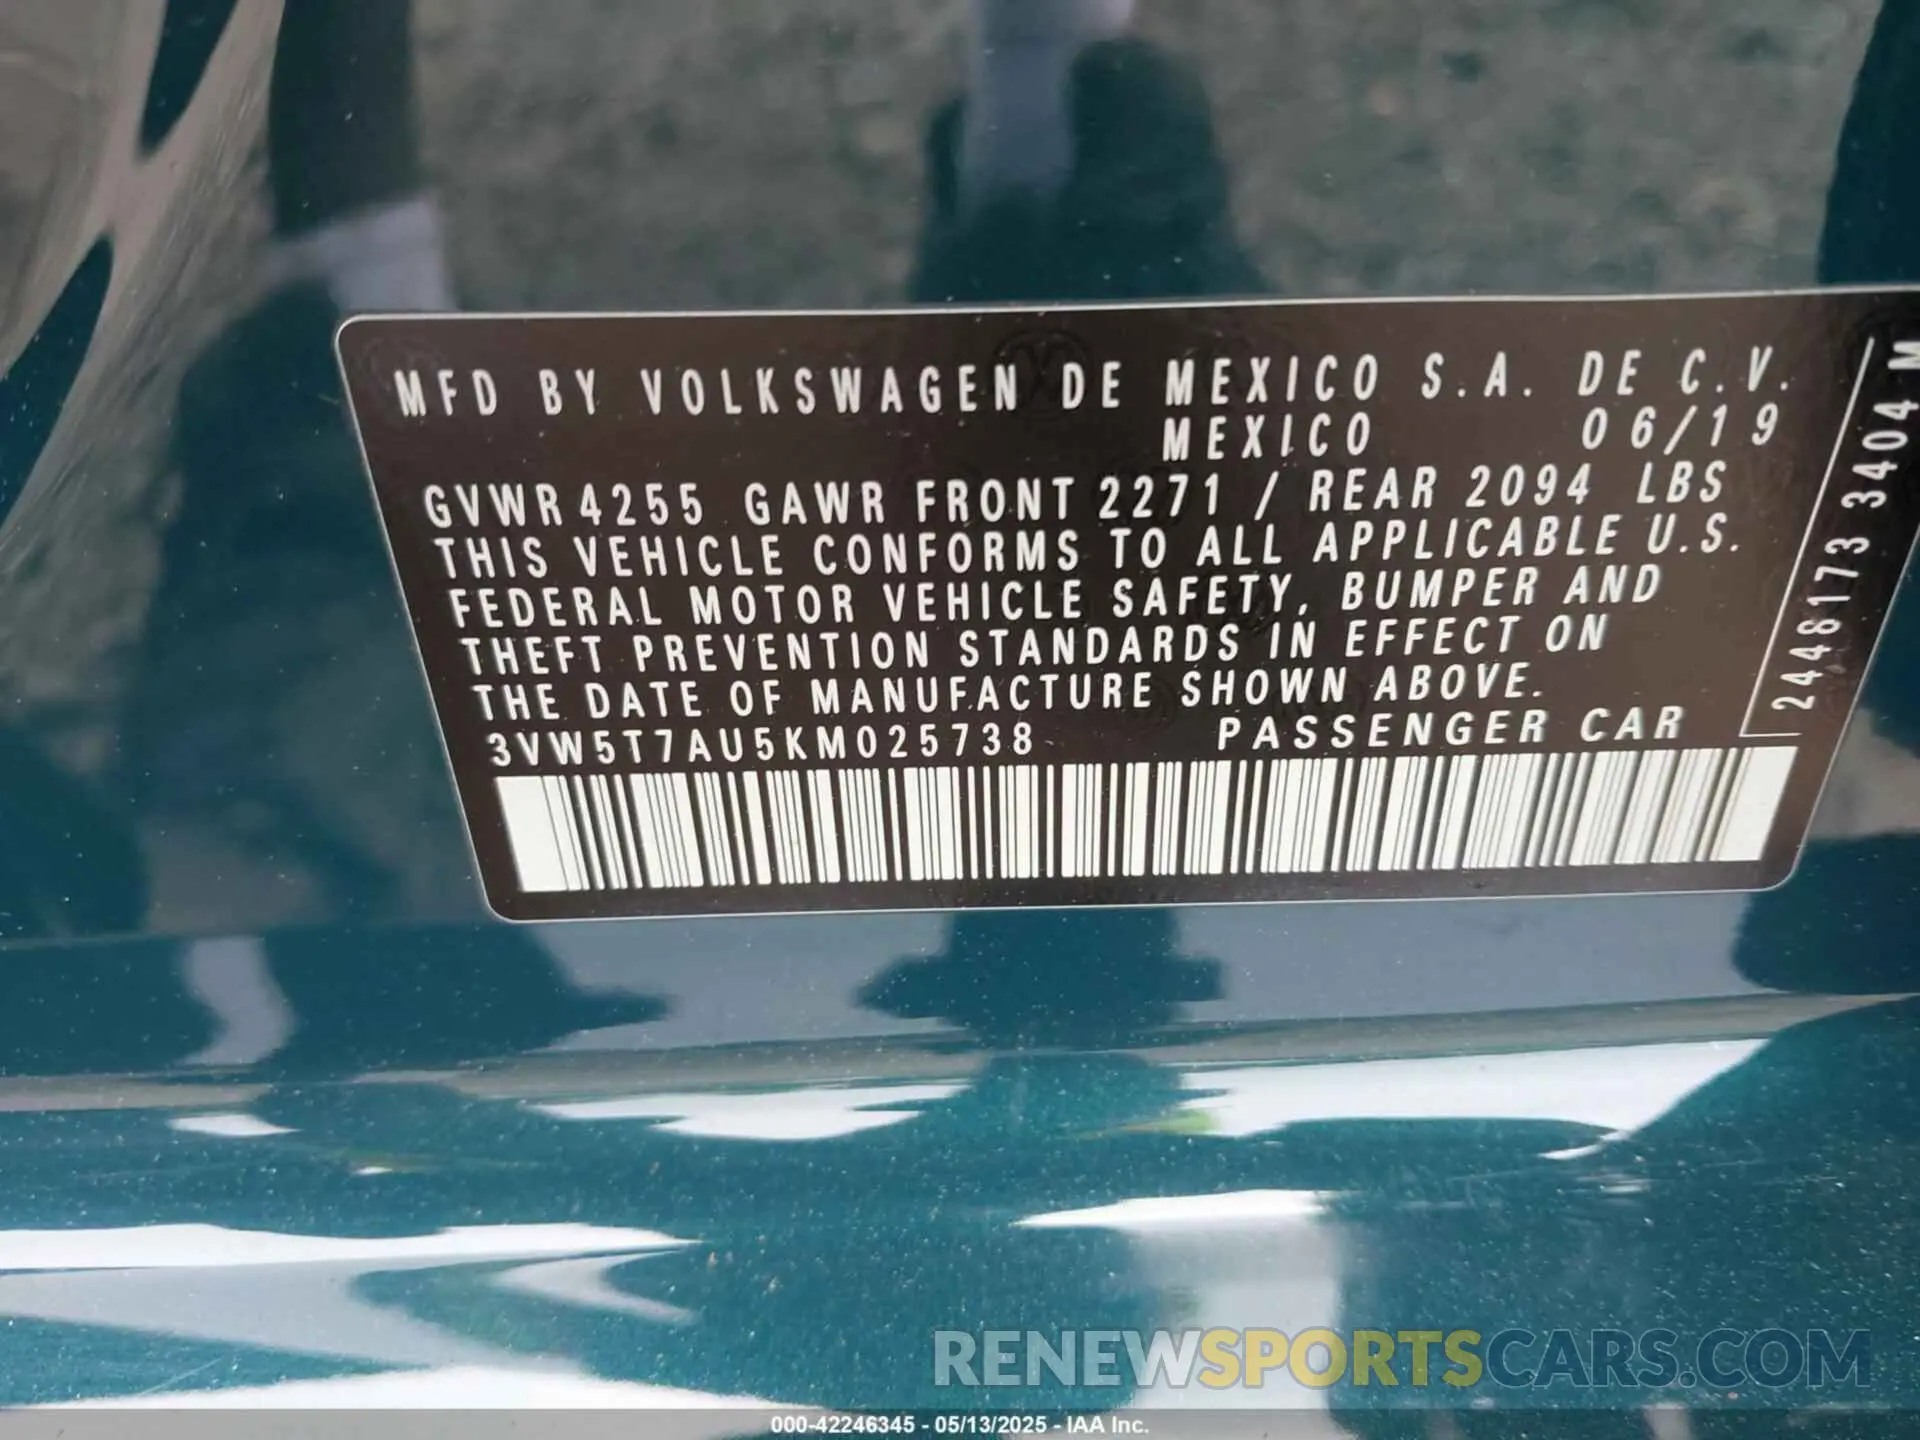 MFD BY VOLKSWAGEN DE MEXICO S.A. DE C.V.
MEXICO 06/19
GVWR 4255 GAWR FRONT 2271 / REAR 2094 LBS
THIS VEHICLE CONFORMS TO ALL APPLICABLE U.S.
FEDERAL MOTOR VEHICLE SAFETY, BUMPER AND
THEFT PREVENTION STANDARDS IN EFFECT ON
THE DATE OF MANUFACTURE SHOWN ABOVE.
3VW5T7AU5KM025738 PASSENGER CAR
2448173 3404 M
RENEWSPORTSCARS.COM
000-42246345 - 05/13/2025 - IAA Inc.